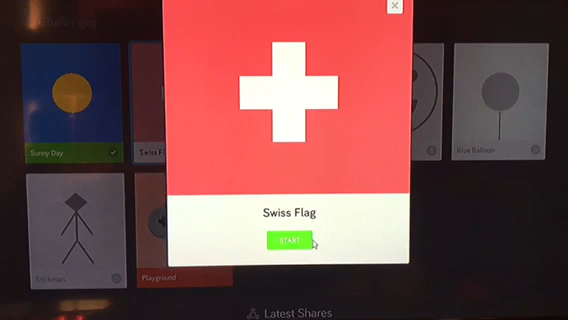 Challenges
Sunny Day
Swiss Fl
Blue Balloon
Swiss Flag
START
Stickman
Playground
Latest Shares